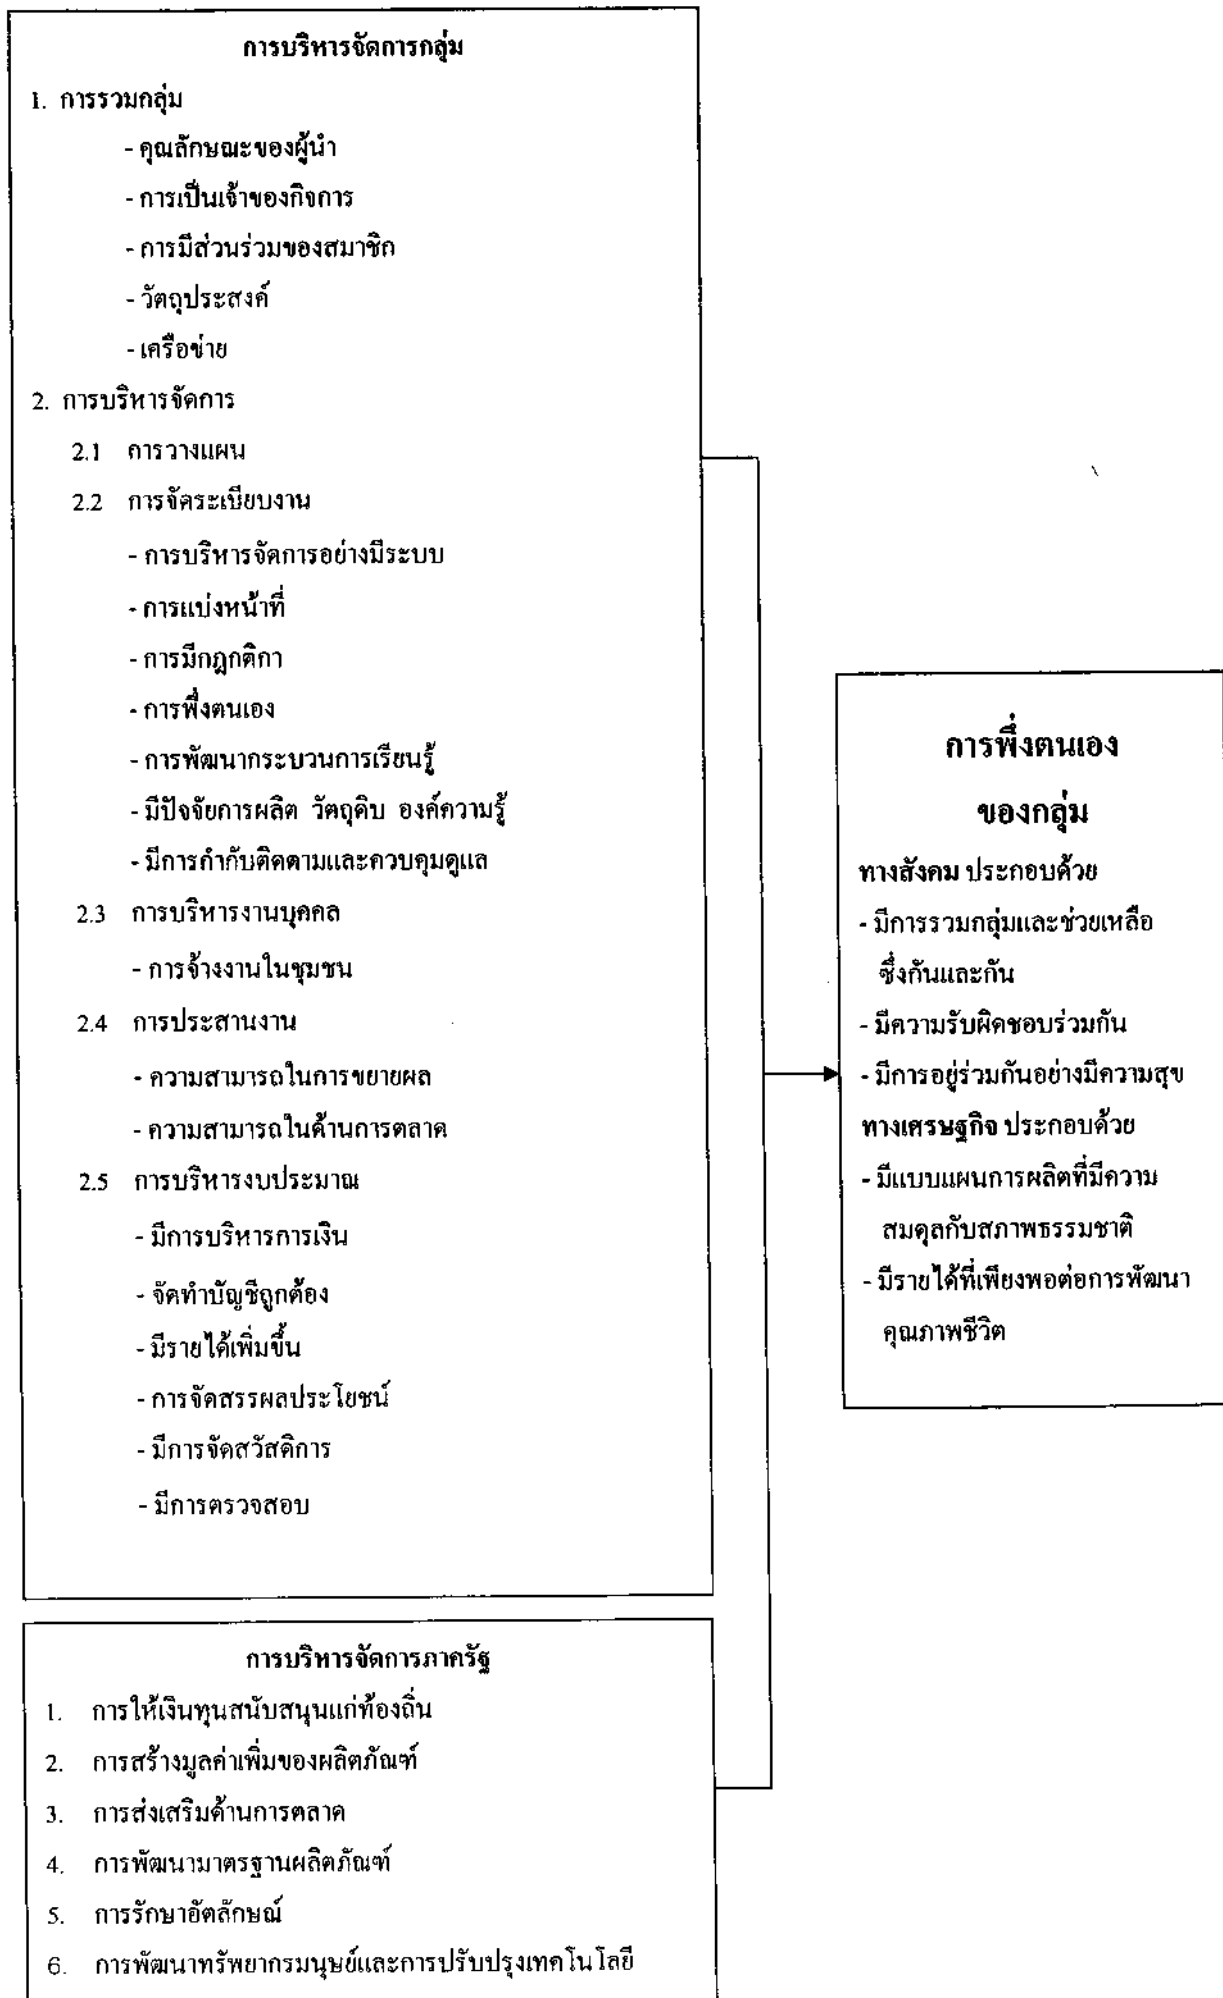 การบริหารจัดการกลุ่ม
1. การรวมกลุ่ม
- คุณลักษณะของผู้นำ
- การเป็นเจ้าของกิจการ
- การมีส่วนร่วมของสมาชิก
- วัตถุประสงค์
- เครือข่าย
2. การบริหารจัดการ
2.1 การวางแผน
2.2 การจัดระเบียบงาน
- การบริหารจัดการอย่างมีระบบ
- การแบ่งหน้าที่
- การมีกฎกติกา
- การพึ่งตนเอง
- การพัฒนากระบวนการเรียนรู้
- มีปัจจัยการผลิต วัตถุดิบ องค์ความรู้
- มีการกำกับติดตามและควบคุมดูแล
2.3 การบริหารงานบุคคล
- การจ้างงานในชุมชน
2.4 การประสานงาน
- ความสามารถในการขยายผล
- ความสามารถในด้านการตลาด
2.5 การบริหารงบประมาณ
- มีการบริหารการเงิน
- จัดทำบัญชีถูกต้อง
- มีรายได้เพิ่มขึ้น
- การจัดสรรผลประโยชน์
- มีการจัดสวัสดิการ
- มีการตรวจสอบ
การบริหารจัดการภาครัฐ
1. การให้เงินทุนสนับสนุนแก่ท้องถิ่น
2. การสร้างมูลค่าเพิ่มของผลิตภัณฑ์
3. การส่งเสริมด้านการตลาด
4. การพัฒนามาตรฐานผลิตภัณฑ์
5. การรักษาอัตลักษณ์
6. การพัฒนาทรัพยากรมนุษย์และการปรับปรุงเทคโนโลยี
การพึ่งตนเอง
ของกลุ่ม
ทางสังคม ประกอบด้วย
- มีการรวมกลุ่มและช่วยเหลือ
ซึ่งกันและกัน
- มีความรับผิดชอบร่วมกัน
- มีการอยู่ร่วมกันอย่างมีความสุข
ทางเศรษฐกิจ ประกอบด้วย
- มีแบบแผนการผลิตที่มีความ
สมดุลกับสภาพธรรมชาติ
- มีรายได้ที่เพียงพอต่อการพัฒนา
คุณภาพชีวิต